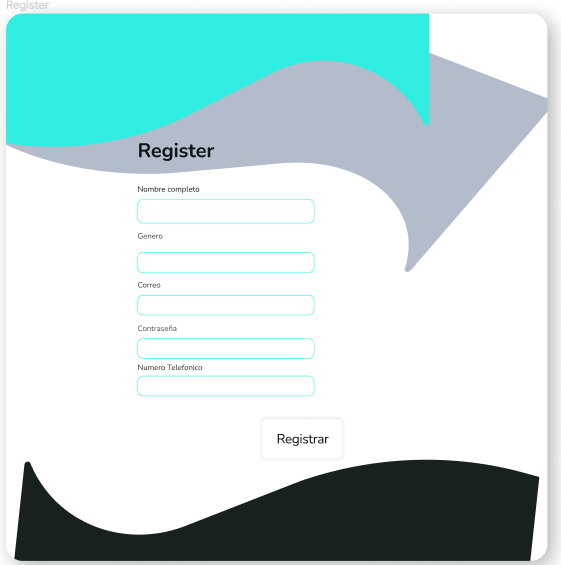 Register
Register
Nombre completo
Genero
Correo
Contraseña
Numero Telefonico
Registrar